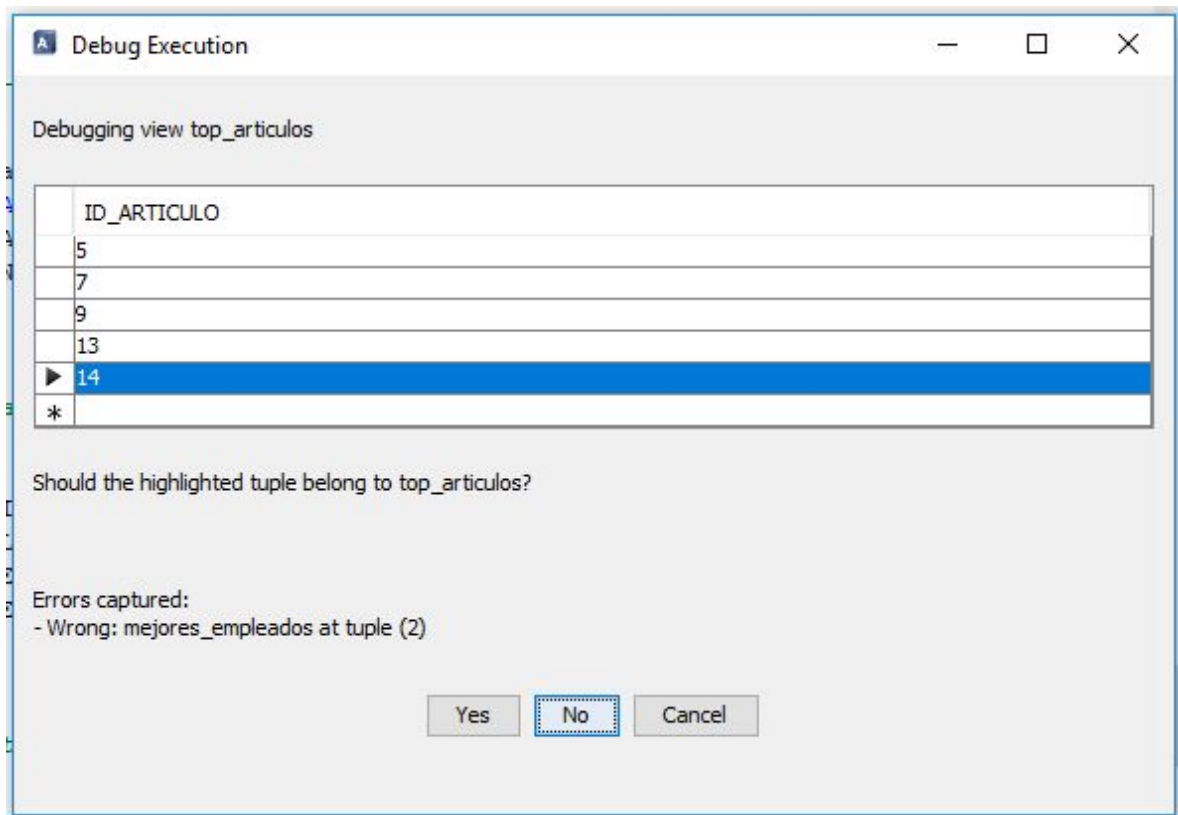 Debug Execution
Debugging view top_articulos
ID_ARTICULO
5
7
9
13
14
*
Should the highlighted tuple belong to top_articulos?
Errors captured:
- Wrong: mejores_empleados at tuple (2)
Yes No Cancel